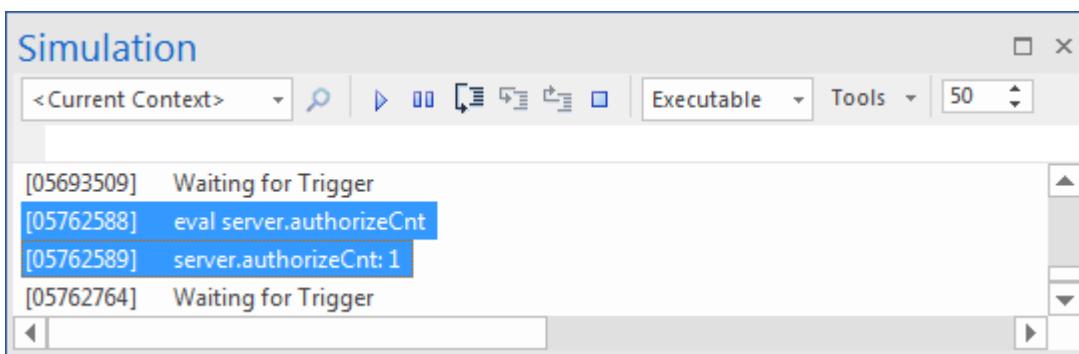 Simulation
<Current Context> Executable Tools 50
[05693509] Waiting for Trigger
[05762588] eval server.authorizeCnt
[05762589] server.authorizeCnt: 1
[05762764] Waiting for Trigger